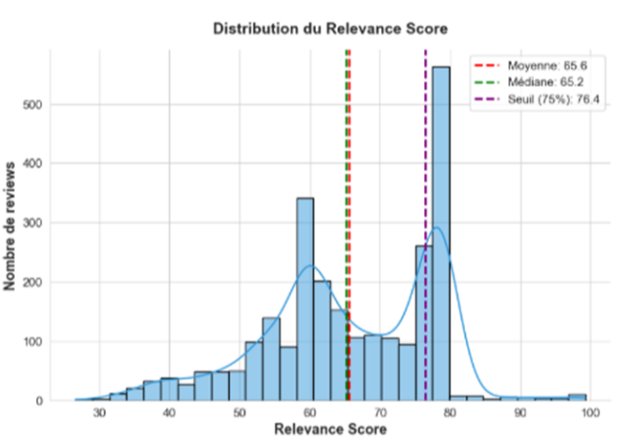 Distribution du Relevance Score
Moyenne: 65.6
Médiane: 65.2
Seuil (75%): 76.4
Nombre de reviews
500
400
300
200
100
0
30 40 50 60 70 80 90 100
Relevance Score